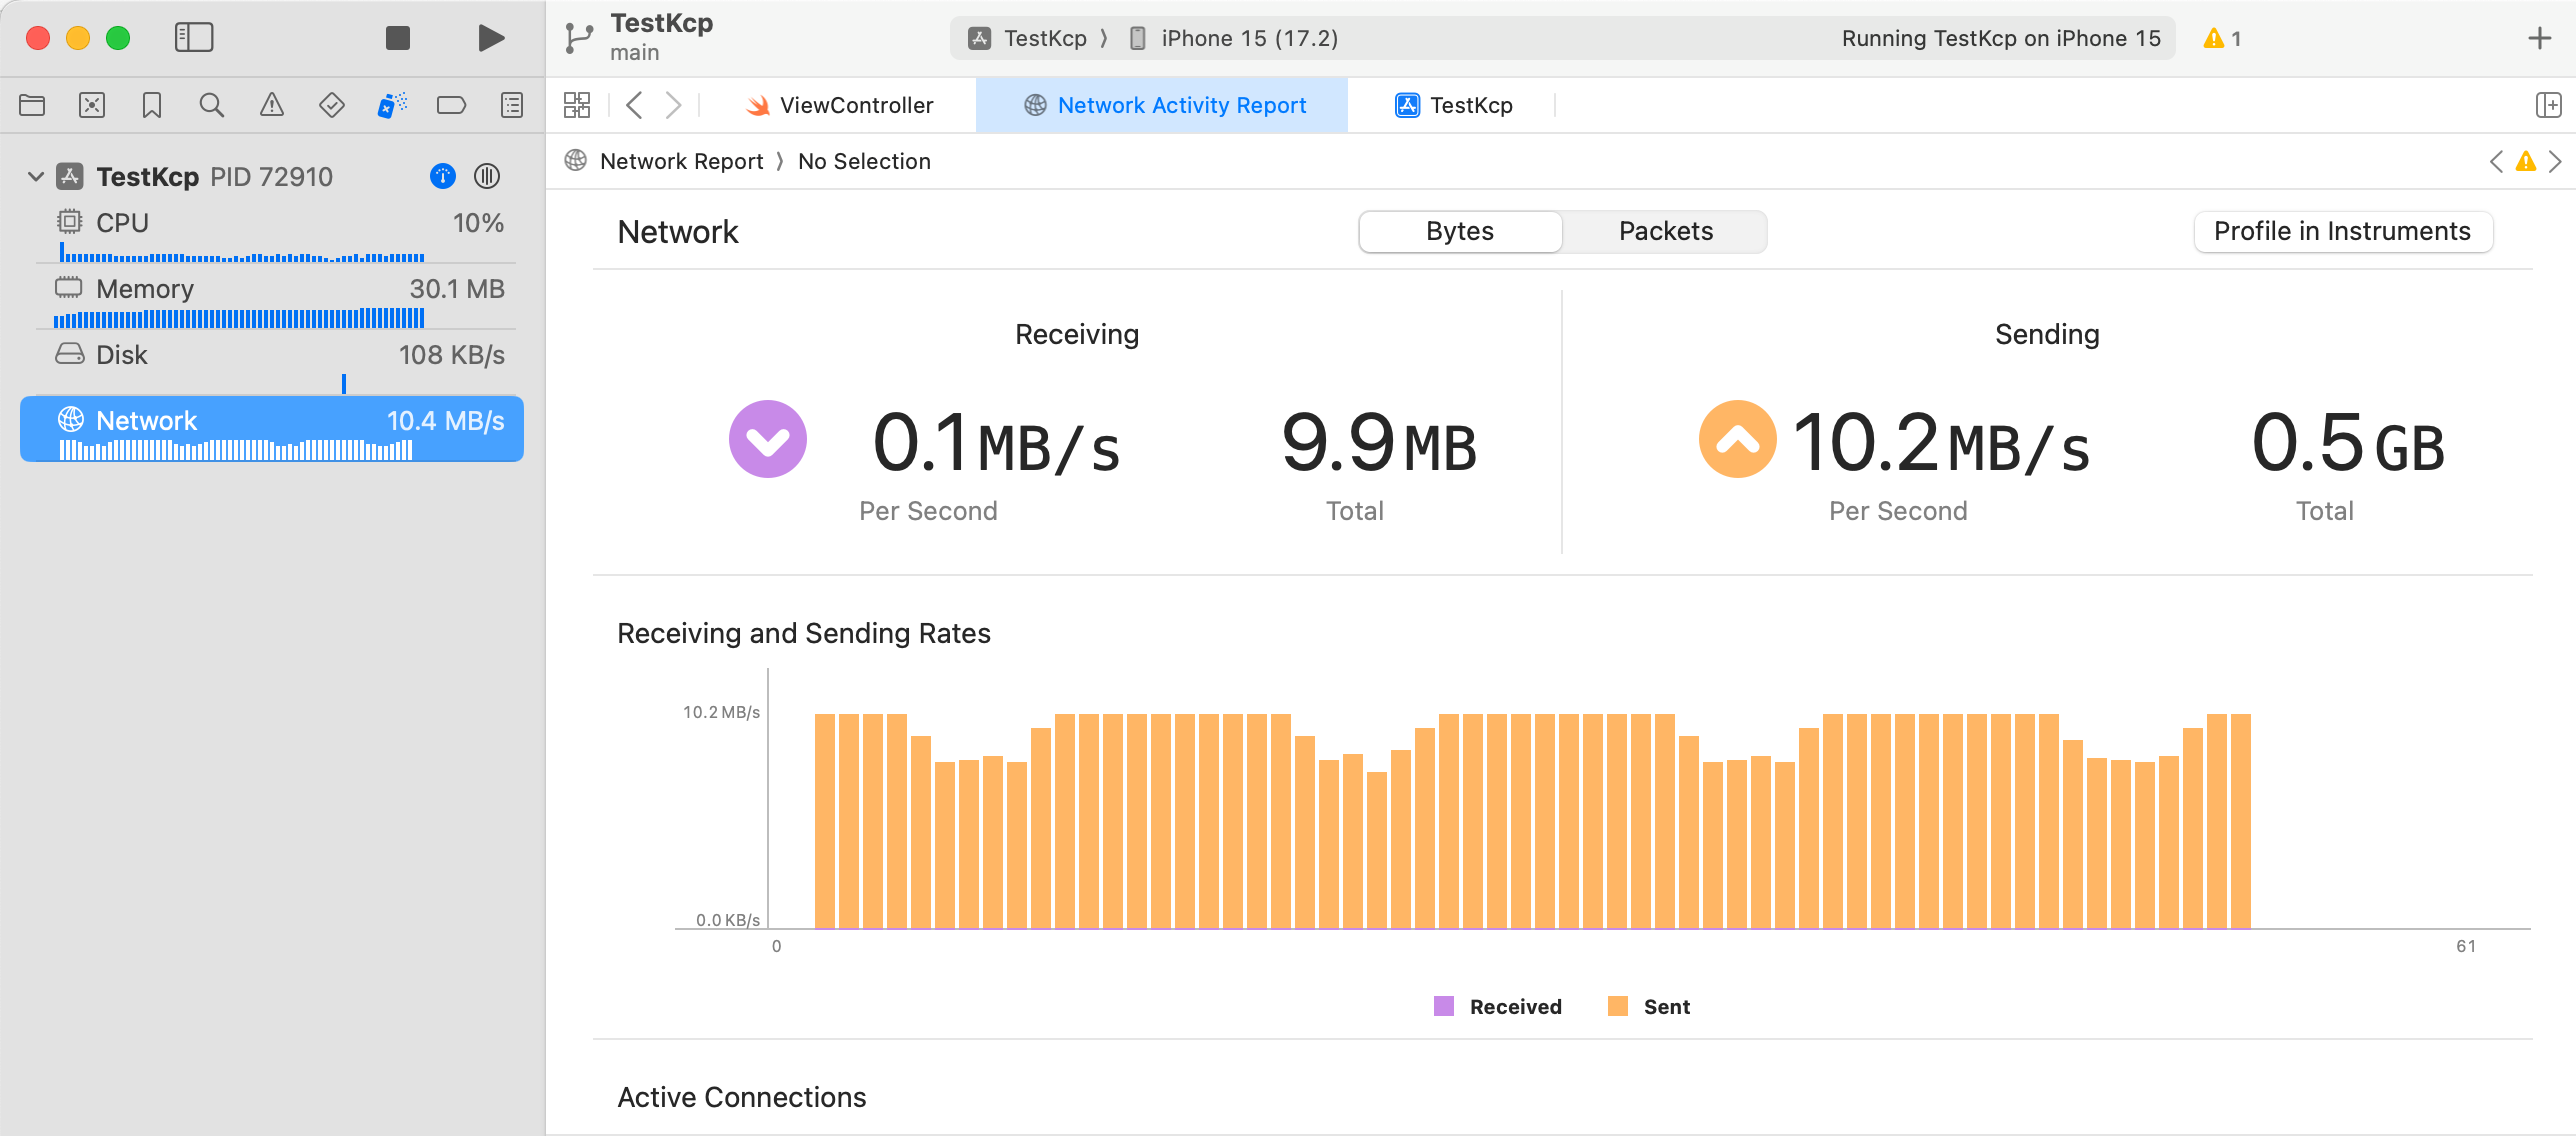 TestKcp
main
TestKcp 〉 iPhone 15 (17.2)
Running TestKcp on iPhone 15
1
ViewController
Network Activity Report
TestKcp
TestKcp PID 72910
Network Report 〉 No Selection
CPU 10%
Memory 30.1 MB
Disk 108 KB/s
Network 10.4 MB/s
Network
Bytes
Packets
Profile in Instruments
Receiving
0.1 MB/s
Per Second
9.9 MB
Total
Sending
10.2 MB/s
Per Second
0.5 GB
Total
Receiving and Sending Rates
10.2 MB/s
0.0 KB/s
0
61
Received
Sent
Active Connections